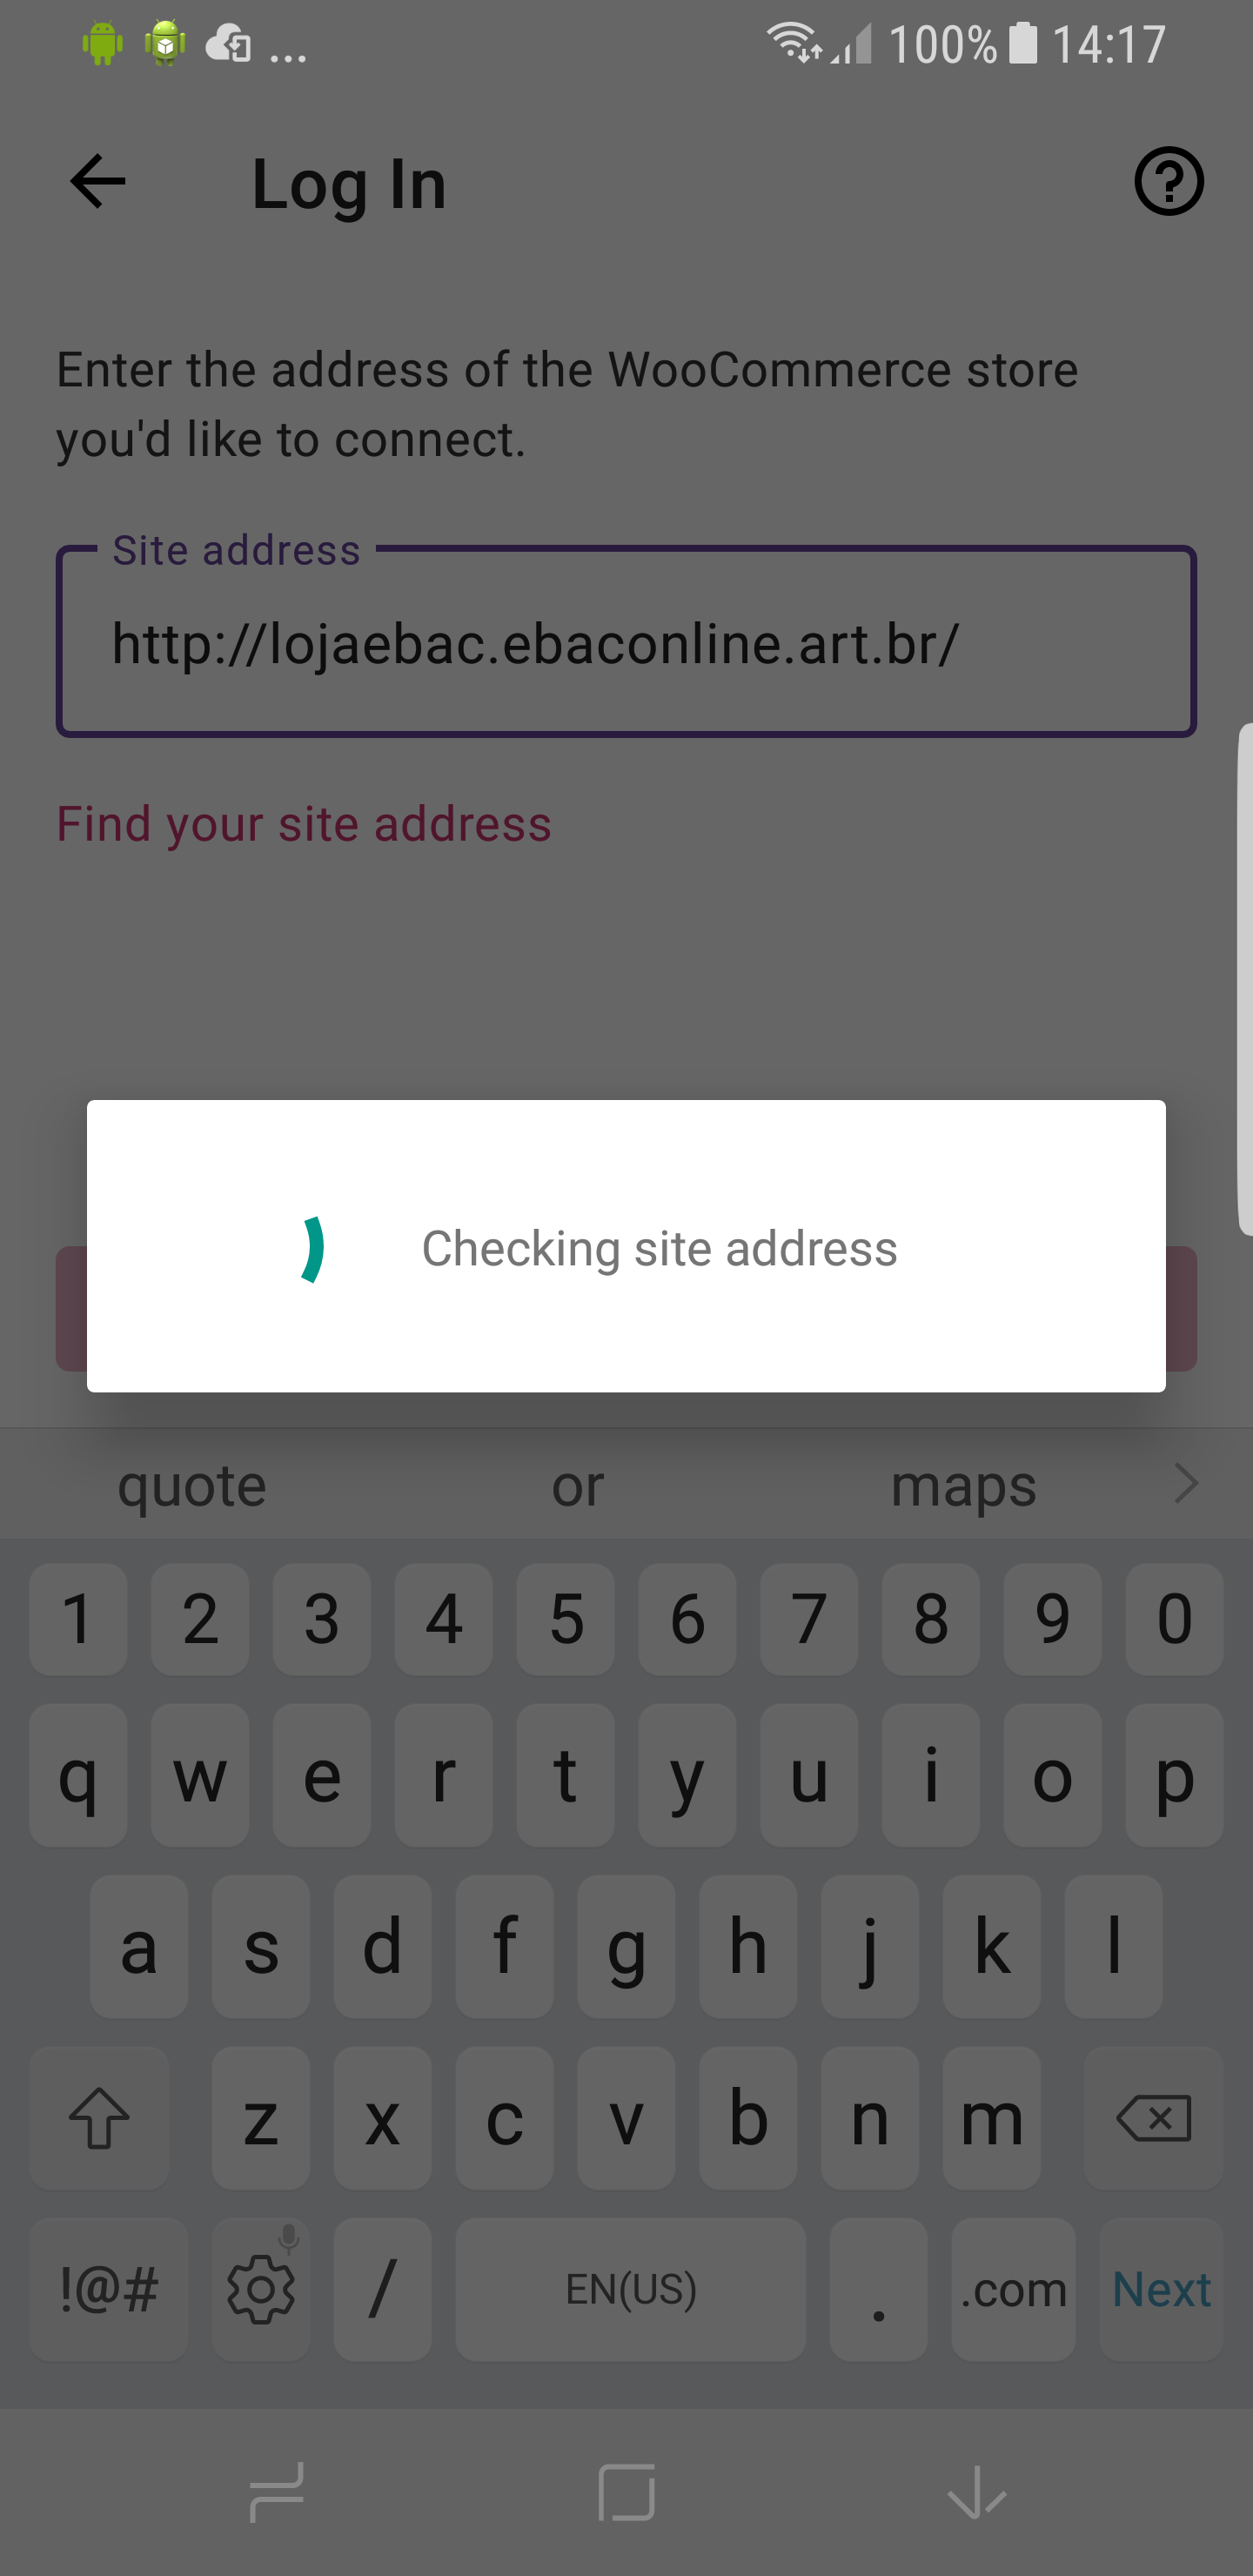 ... 100% 14:17
Log In
Enter the address of the WooCommerce store
you'd like to connect.
Site address
http://lojaebac.ebaconline.art.br/
Find your site address
Checking site address
quote or maps
1 2 3 4 5 6 7 8 9 0
q w e r t y u i o p
a s d f g h j k l
z x c v b n m
!@# / EN(US) . .com Next